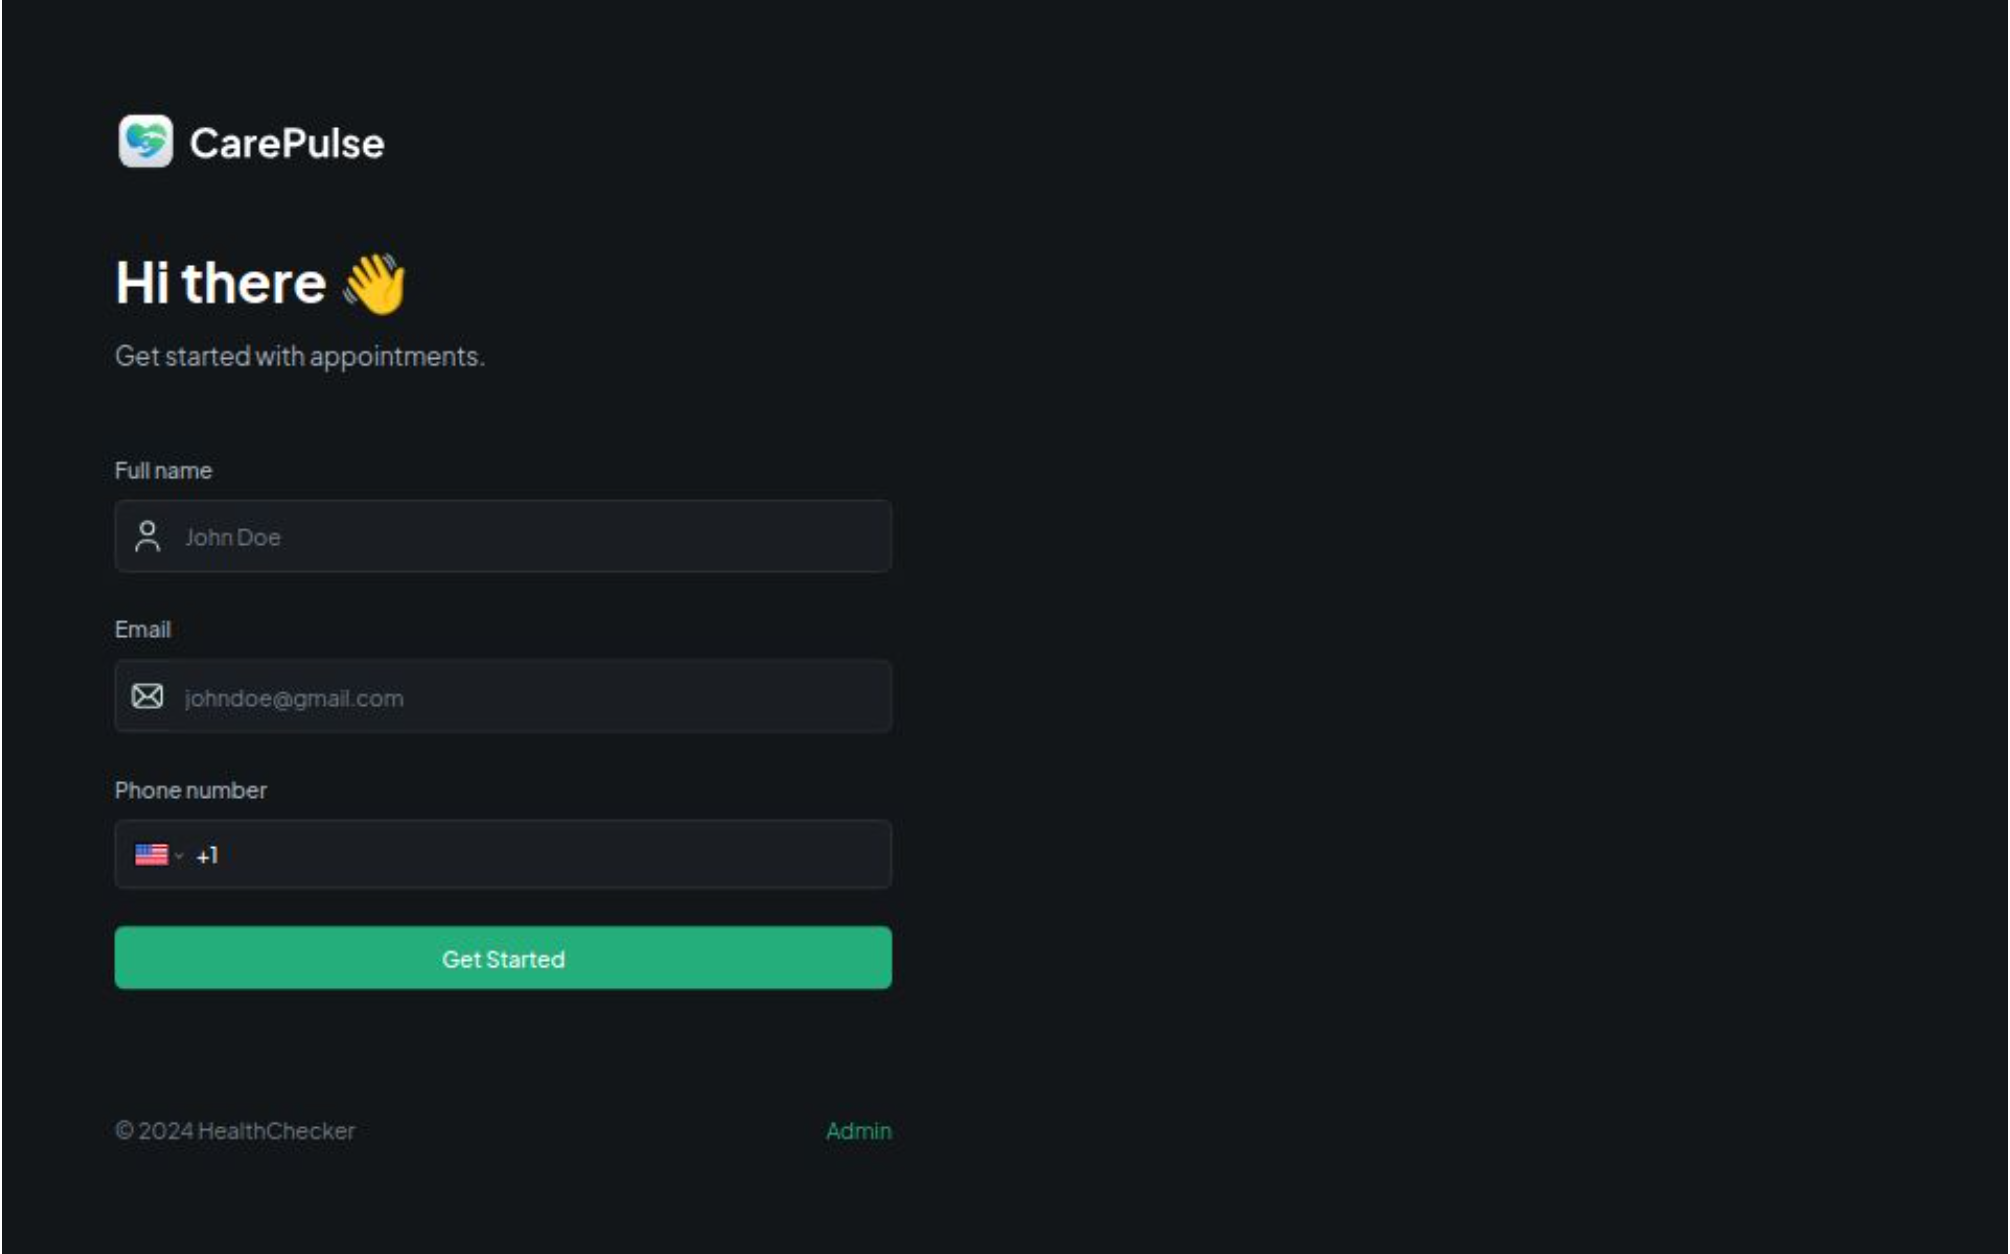 CarePulse
Hi there 👋
Get started with appointments.
Full name
John Doe
Email
johndoe@gmail.com
Phone number
+1
Get Started
© 2024 HealthChecker
Admin